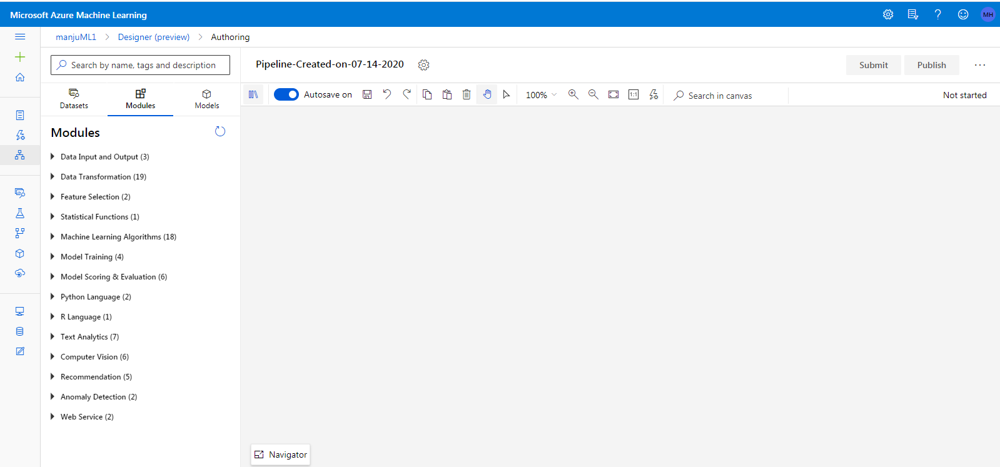 Microsoft Azure Machine Learning
MH
manjuML1 > Designer (preview) > Authoring
Search by name, tags and description
Pipeline-Created-on-07-14-2020
Submit
Publish
Datasets
Modules
Models
Autosave on
100%
1:1
Search in canvas
Not started
Modules
Data Input and Output (3)
Data Transformation (19)
Feature Selection (2)
Statistical Functions (1)
Machine Learning Algorithms (18)
Model Training (4)
Model Scoring & Evaluation (6)
Python Language (2)
R Language (1)
Text Analytics (7)
Computer Vision (6)
Recommendation (5)
Anomaly Detection (2)
Web Service (2)
Navigator